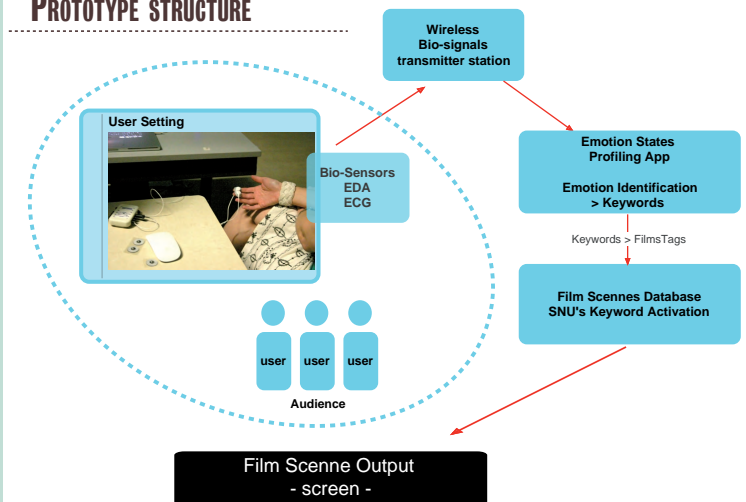 PROTOTYPE STRUCTURE
Wireless
Bio-signals
transmitter station
User Setting
Bio-Sensors
EDA
ECG
Emotion States
Profiling App
Emotion Identification
> Keywords
Keywords > FilmsTags
Film Scennes Database
SNU's Keyword Activation
user user user
Audience
Film Scenne Output
- screen -